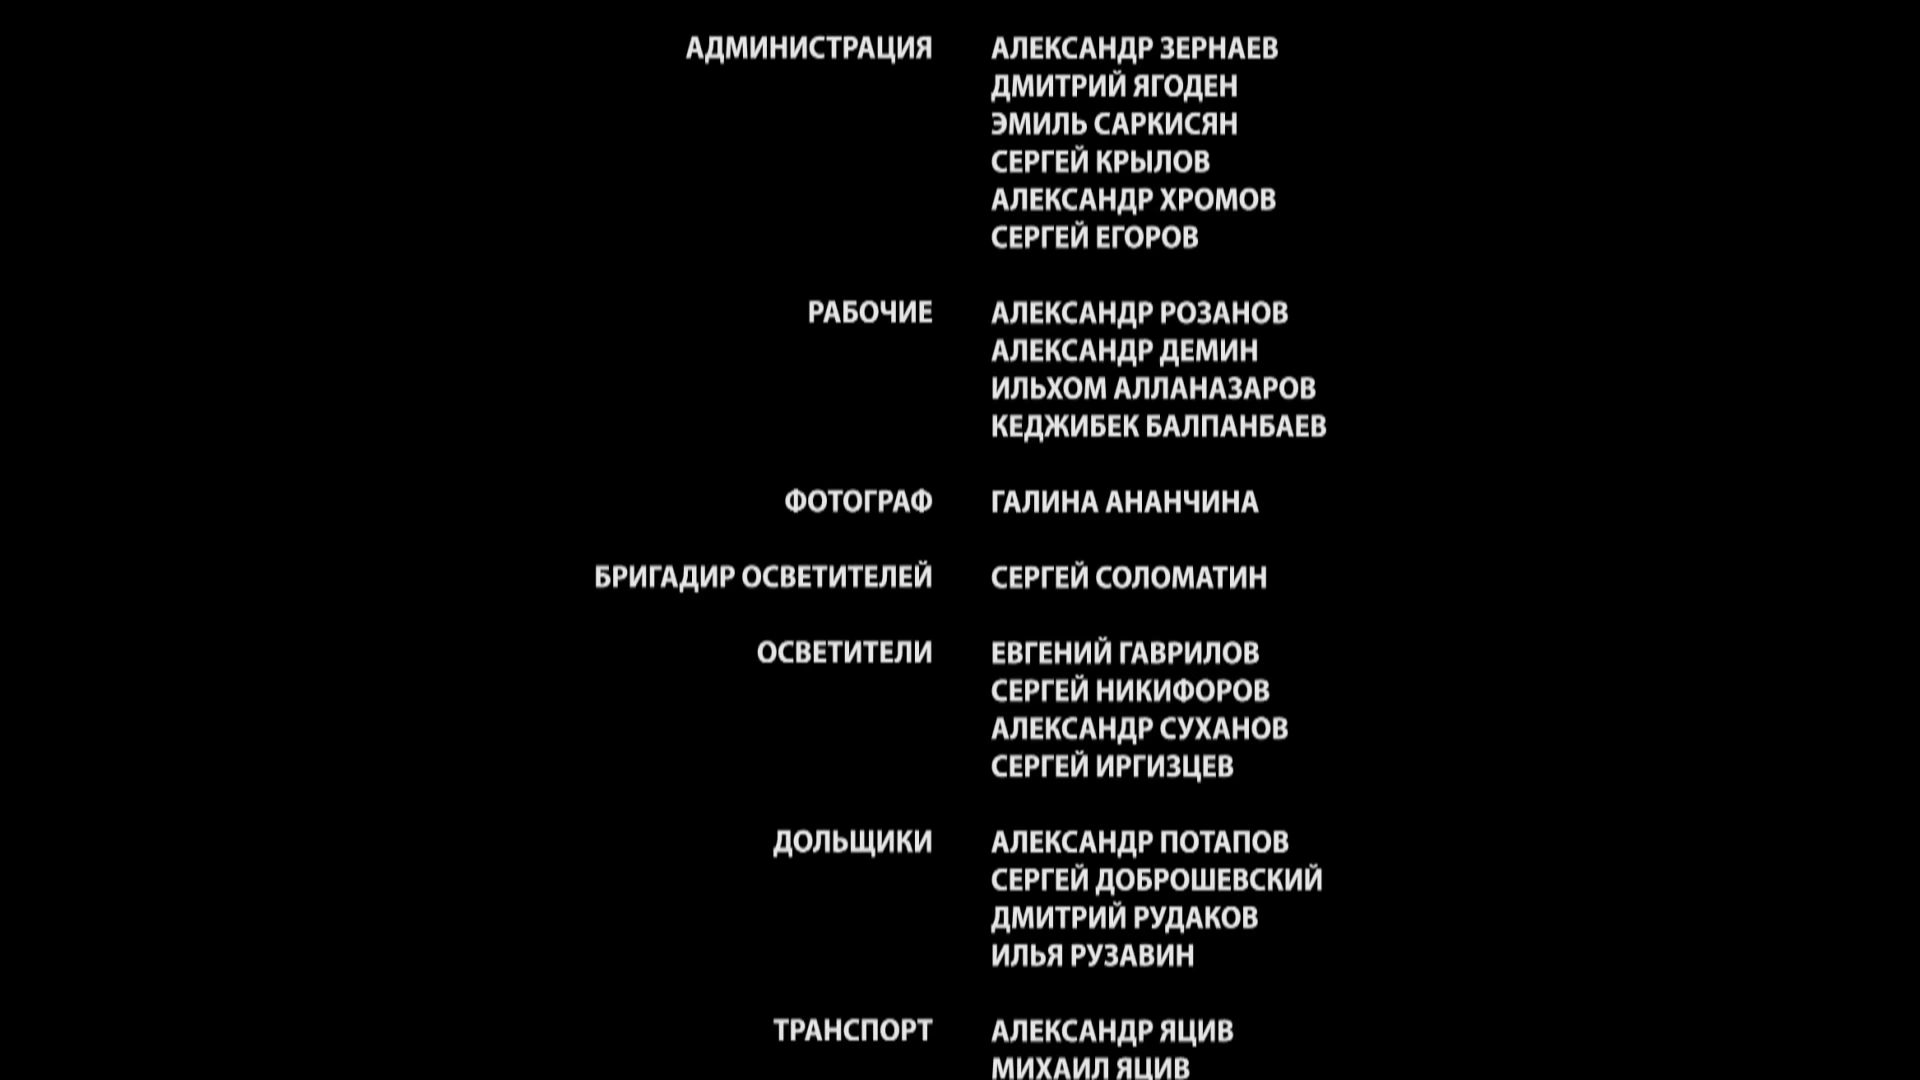 АДМИНИСТРАЦИЯ АЛЕКСАНДР ЗЕРНАЕВ
ДМИТРИЙ ЯГОДЕН
ЭМИЛЬ САРКИСЯН
СЕРГЕЙ КРЫЛОВ
АЛЕКСАНДР ХРОМОВ
СЕРГЕЙ ЕГОРОВ
РАБОЧИЕ АЛЕКСАНДР РОЗАНОВ
АЛЕКСАНДР ДЕМИН
ИЛЬХОМ АЛЛАНАЗАРОВ
КЕДЖИБЕК БАЛПАНБАЕВ
ФОТОГРАФ ГАЛИНА АНАНЧИНА
БРИГАДИР ОСВЕТИТЕЛЕЙ СЕРГЕЙ СОЛОМАТИН
ОСВЕТИТЕЛИ ЕВГЕНИЙ ГАВРИЛОВ
СЕРГЕЙ НИКИФОРОВ
АЛЕКСАНДР СУХАНОВ
СЕРГЕЙ ИРГИЗЦЕВ
ДОЛЬЩИКИ АЛЕКСАНДР ПОТАПОВ
СЕРГЕЙ ДОБРОШЕВСКИЙ
ДМИТРИЙ РУДАКОВ
ИЛЬЯ РУЗАВИН
ТРАНСПОРТ АЛЕКСАНДР ЯЦИВ
МИХАИЛ ЯЦИВ